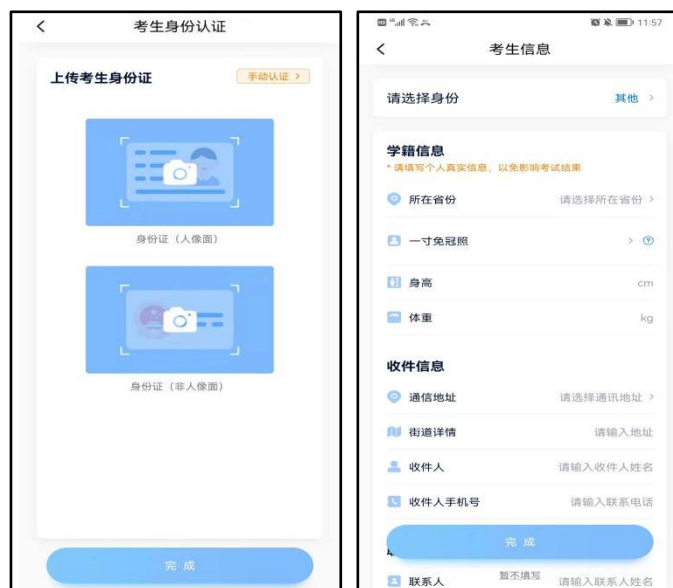 考生身份认证
上传考生身份证
手动认证 >
身份证（人像面）
身份证（非人像面）
完成
11:57
考生信息
请选择身份 其他 >
学籍信息
* 请填写个人真实信息，以免影响考试结果
所在省份 请选择所在省份 >
一寸免冠照 > ?
身高 cm
体重 kg
收件信息
通信地址 请选择通讯地址 >
街道详情 请输入地址
收件人 请输入收件人姓名
收件人手机号 请输入联系电话
完成
暂不填写
联系人 请输入联系人姓名